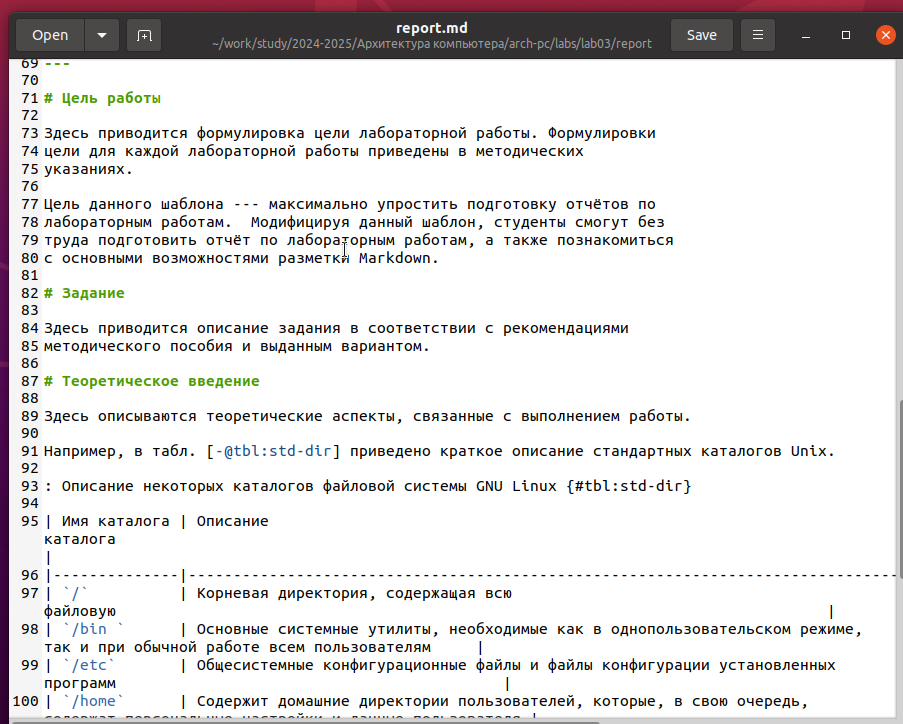 Open
report.md
~/work/study/2024-2025/Архитектура компьютера/arch-pc/labs/lab03/report
Save
69 ---
70
71 # Цель работы
72
73 Здесь приводится формулировка цели лабораторной работы. Формулировки
74 цели для каждой лабораторной работы приведены в методических
75 указаниях.
76
77 Цель данного шаблона --- максимально упростить подготовку отчётов по
78 лабораторным работам.  Модифицируя данный шаблон, студенты смогут без
79 труда подготовить отчёт по лабораторным работам, а также познакомиться
80 с основными возможностями разметки Markdown.
81
82 # Задание
83
84 Здесь приводится описание задания в соответствии с рекомендациями
85 методического пособия и выданным вариантом.
86
87 # Теоретическое введение
88
89 Здесь описываются теоретические аспекты, связанные с выполнением работы.
90
91 Например, в табл. [-@tbl:std-dir] приведено краткое описание стандартных каталогов Unix.
92
93 : Описание некоторых каталогов файловой системы GNU Linux {#tbl:std-dir}
94
95 | Имя каталога | Описание
каталога
|
96 |--------------|-------------------------------------------------------------------------------
97 | `/`          | Корневая директория, содержащая всю
файловую |
98 | `/bin `      | Основные системные утилиты, необходимые как в однопользовательском режиме,
так и при обычной работе всем пользователям     |
99 | `/etc`       | Общесистемные конфигурационные файлы и файлы конфигурации установленных
программ |
100 | `/home`      | Содержит домашние директории пользователей, которые, в свою очередь,
содержат персональные настройки и данные пользователя |